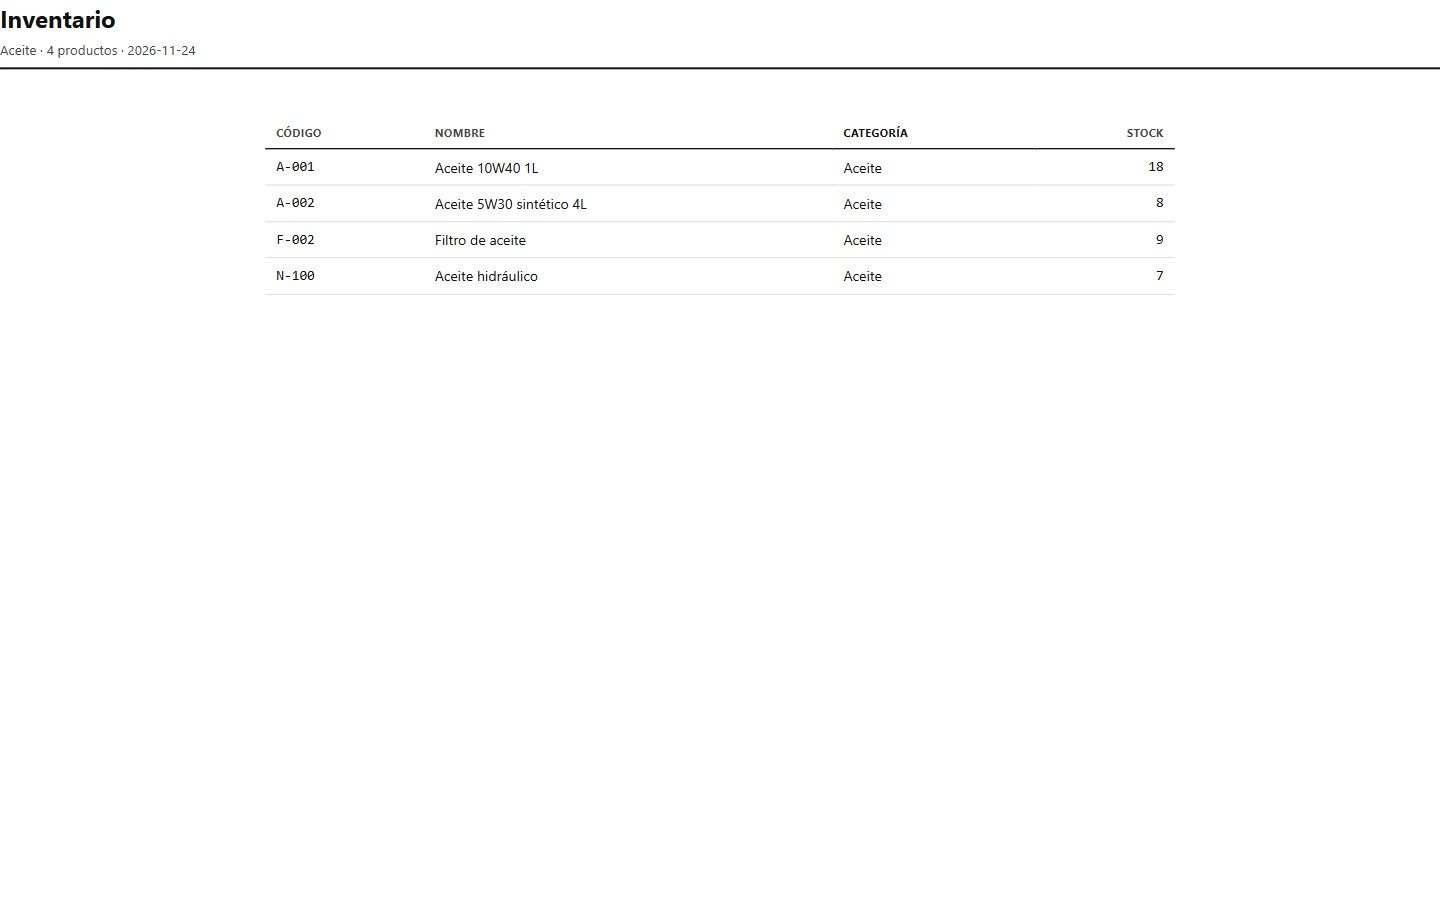 Inventario
Aceite · 4 productos · 2026-11-24
CÓDIGO NOMBRE CATEGORÍA STOCK
A-001 Aceite 10W40 1L Aceite 18
A-002 Aceite 5W30 sintético 4L Aceite 8
F-002 Filtro de aceite Aceite 9
N-100 Aceite hidráulico Aceite 7